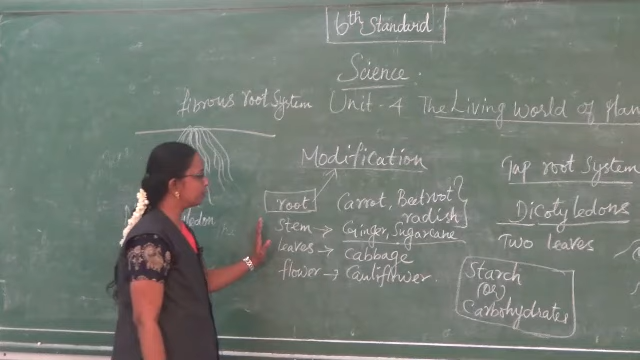 6th Standard
Science:
fibrous root System
Unit-4 The Living world of plan
Modification
root
Carrot, Beetroot
radish
stem → Ginger, Sugarcane
leaves → cabbage
flower → Cauliflower.
ledon
Tap root System
Dicotyledons
Two leaves
Starch
(or)
Carbohydrates